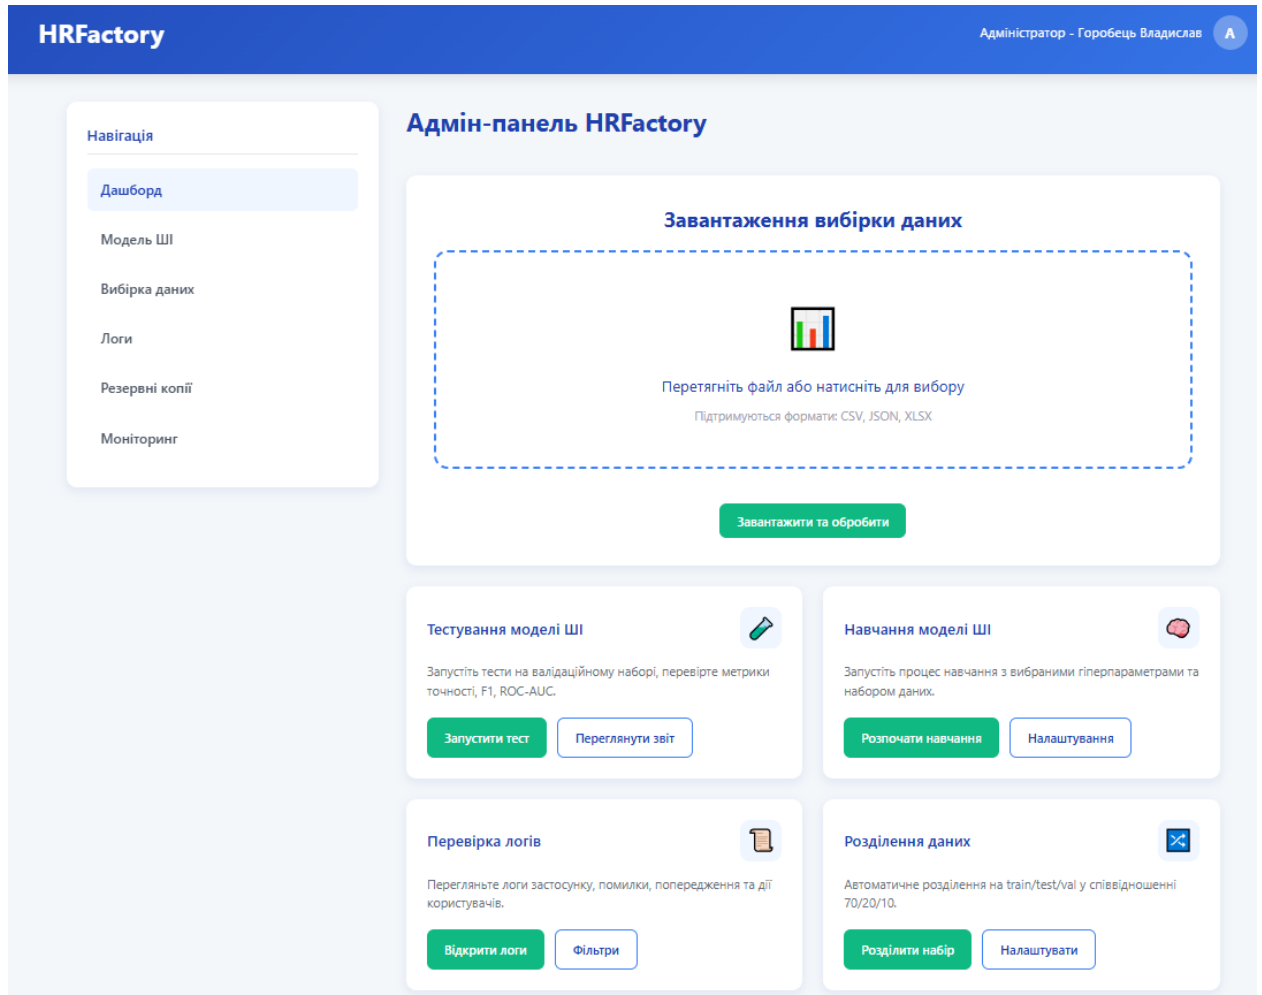 HRFactory
Адміністратор - Горобець Владислав
A
Навігація
Дашборд
Модель ШІ
Вибірка даних
Логи
Резервні копії
Моніторинг
Адмін-панель HRFactory
Завантаження вибірки даних
Перетягніть файл або натисніть для вибору
Підтримуються формати: CSV, JSON, XLSX
Завантажити та обробити
Тестування моделі ШІ
Запустіть тести на валідаційному наборі, перевірте метрики
точності, F1, ROC-AUC.
Запустити тест
Переглянути звіт
Навчання моделі ШІ
Запустіть процес навчання з вибраними гіперпараметрами та
набором даних.
Розпочати навчання
Налаштування
Перевірка логів
Перегляньте логи застосунку, помилки, попередження та дії
користувачів.
Відкрити логи
Фільтри
Розділення даних
Автоматичне розділення на train/test/val у співвідношенні
70/20/10.
Розділити набір
Налаштувати